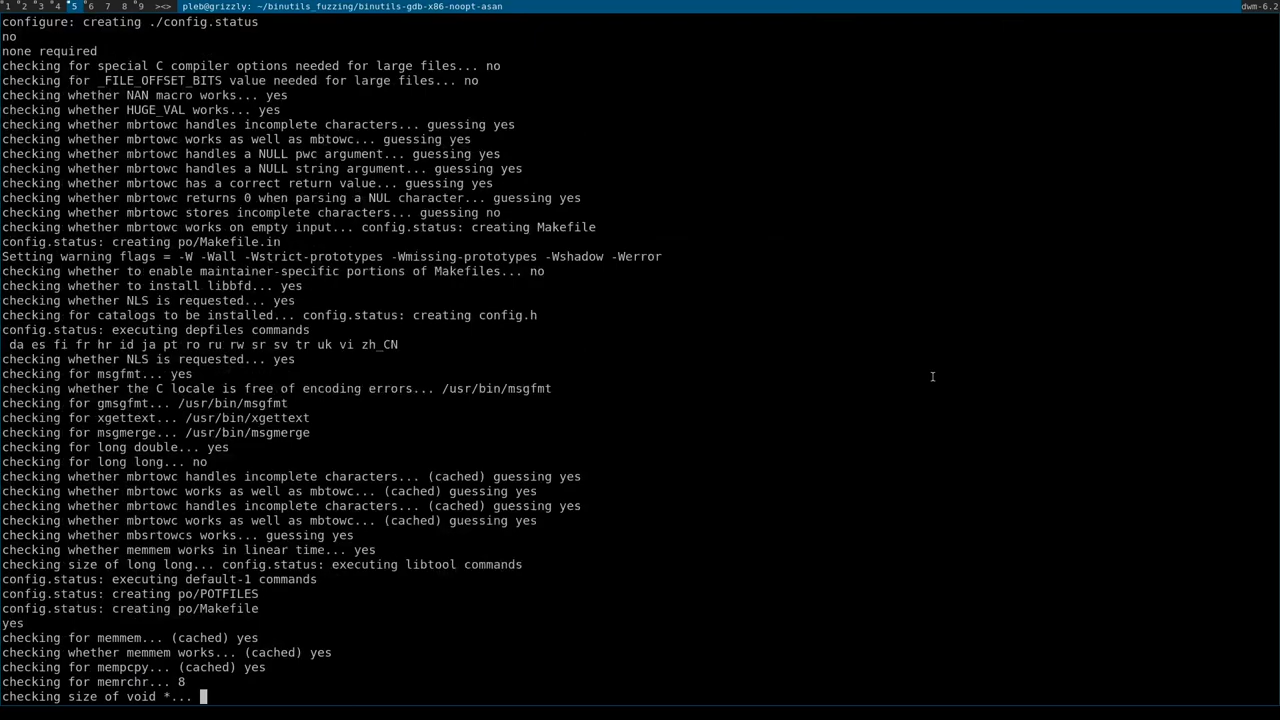 1 2 3 4 5 6 7 8 9 ><> pleb@grizzly: ~/binutils_fuzzing/binutils-gdb-x86-noopt-asan dwm-6.2
configure: creating ./config.status
no
none required
checking for special C compiler options needed for large files... no
checking for _FILE_OFFSET_BITS value needed for large files... no
checking whether NAN macro works... yes
checking whether HUGE_VAL works... yes
checking whether mbrtowc handles incomplete characters... guessing yes
checking whether mbrtowc works as well as mbtowc... guessing yes
checking whether mbrtowc handles a NULL pwc argument... guessing yes
checking whether mbrtowc handles a NULL string argument... guessing yes
checking whether mbrtowc has a correct return value... guessing yes
checking whether mbrtowc returns 0 when parsing a NUL character... guessing yes
checking whether mbrtowc stores incomplete characters... guessing no
checking whether mbrtowc works on empty input... config.status: creating Makefile
config.status: creating po/Makefile.in
Setting warning flags = -W -Wall -Wstrict-prototypes -Wmissing-prototypes -Wshadow -Werror
checking whether to enable maintainer-specific portions of Makefiles... no
checking whether to install libbfd... yes
checking whether NLS is requested... yes
checking for catalogs to be installed... config.status: creating config.h
config.status: executing depfiles commands
da es fi fr hr id ja pt ro ru rw sr sv tr uk vi zh_CN
checking whether NLS is requested... yes
checking for msgfmt... yes
checking whether the C locale is free of encoding errors... /usr/bin/msgfmt
checking for gmsgfmt... /usr/bin/msgfmt
checking for xgettext... /usr/bin/xgettext
checking for msgmerge... /usr/bin/msgmerge
checking for long double... yes
checking for long long... no
checking whether mbrtowc handles incomplete characters... (cached) guessing yes
checking whether mbrtowc works as well as mbtowc... (cached) guessing yes
checking whether mbrtowc handles incomplete characters... (cached) guessing yes
checking whether mbrtowc works as well as mbtowc... (cached) guessing yes
checking whether mbsrtowcs works... guessing yes
checking whether memmem works in linear time... yes
checking size of long long... config.status: executing libtool commands
config.status: executing default-1 commands
config.status: creating po/POTFILES
config.status: creating po/Makefile
yes
checking for memmem... (cached) yes
checking whether memmem works... (cached) yes
checking for mempcpy... (cached) yes
checking for memrchr... 8
checking size of void *...